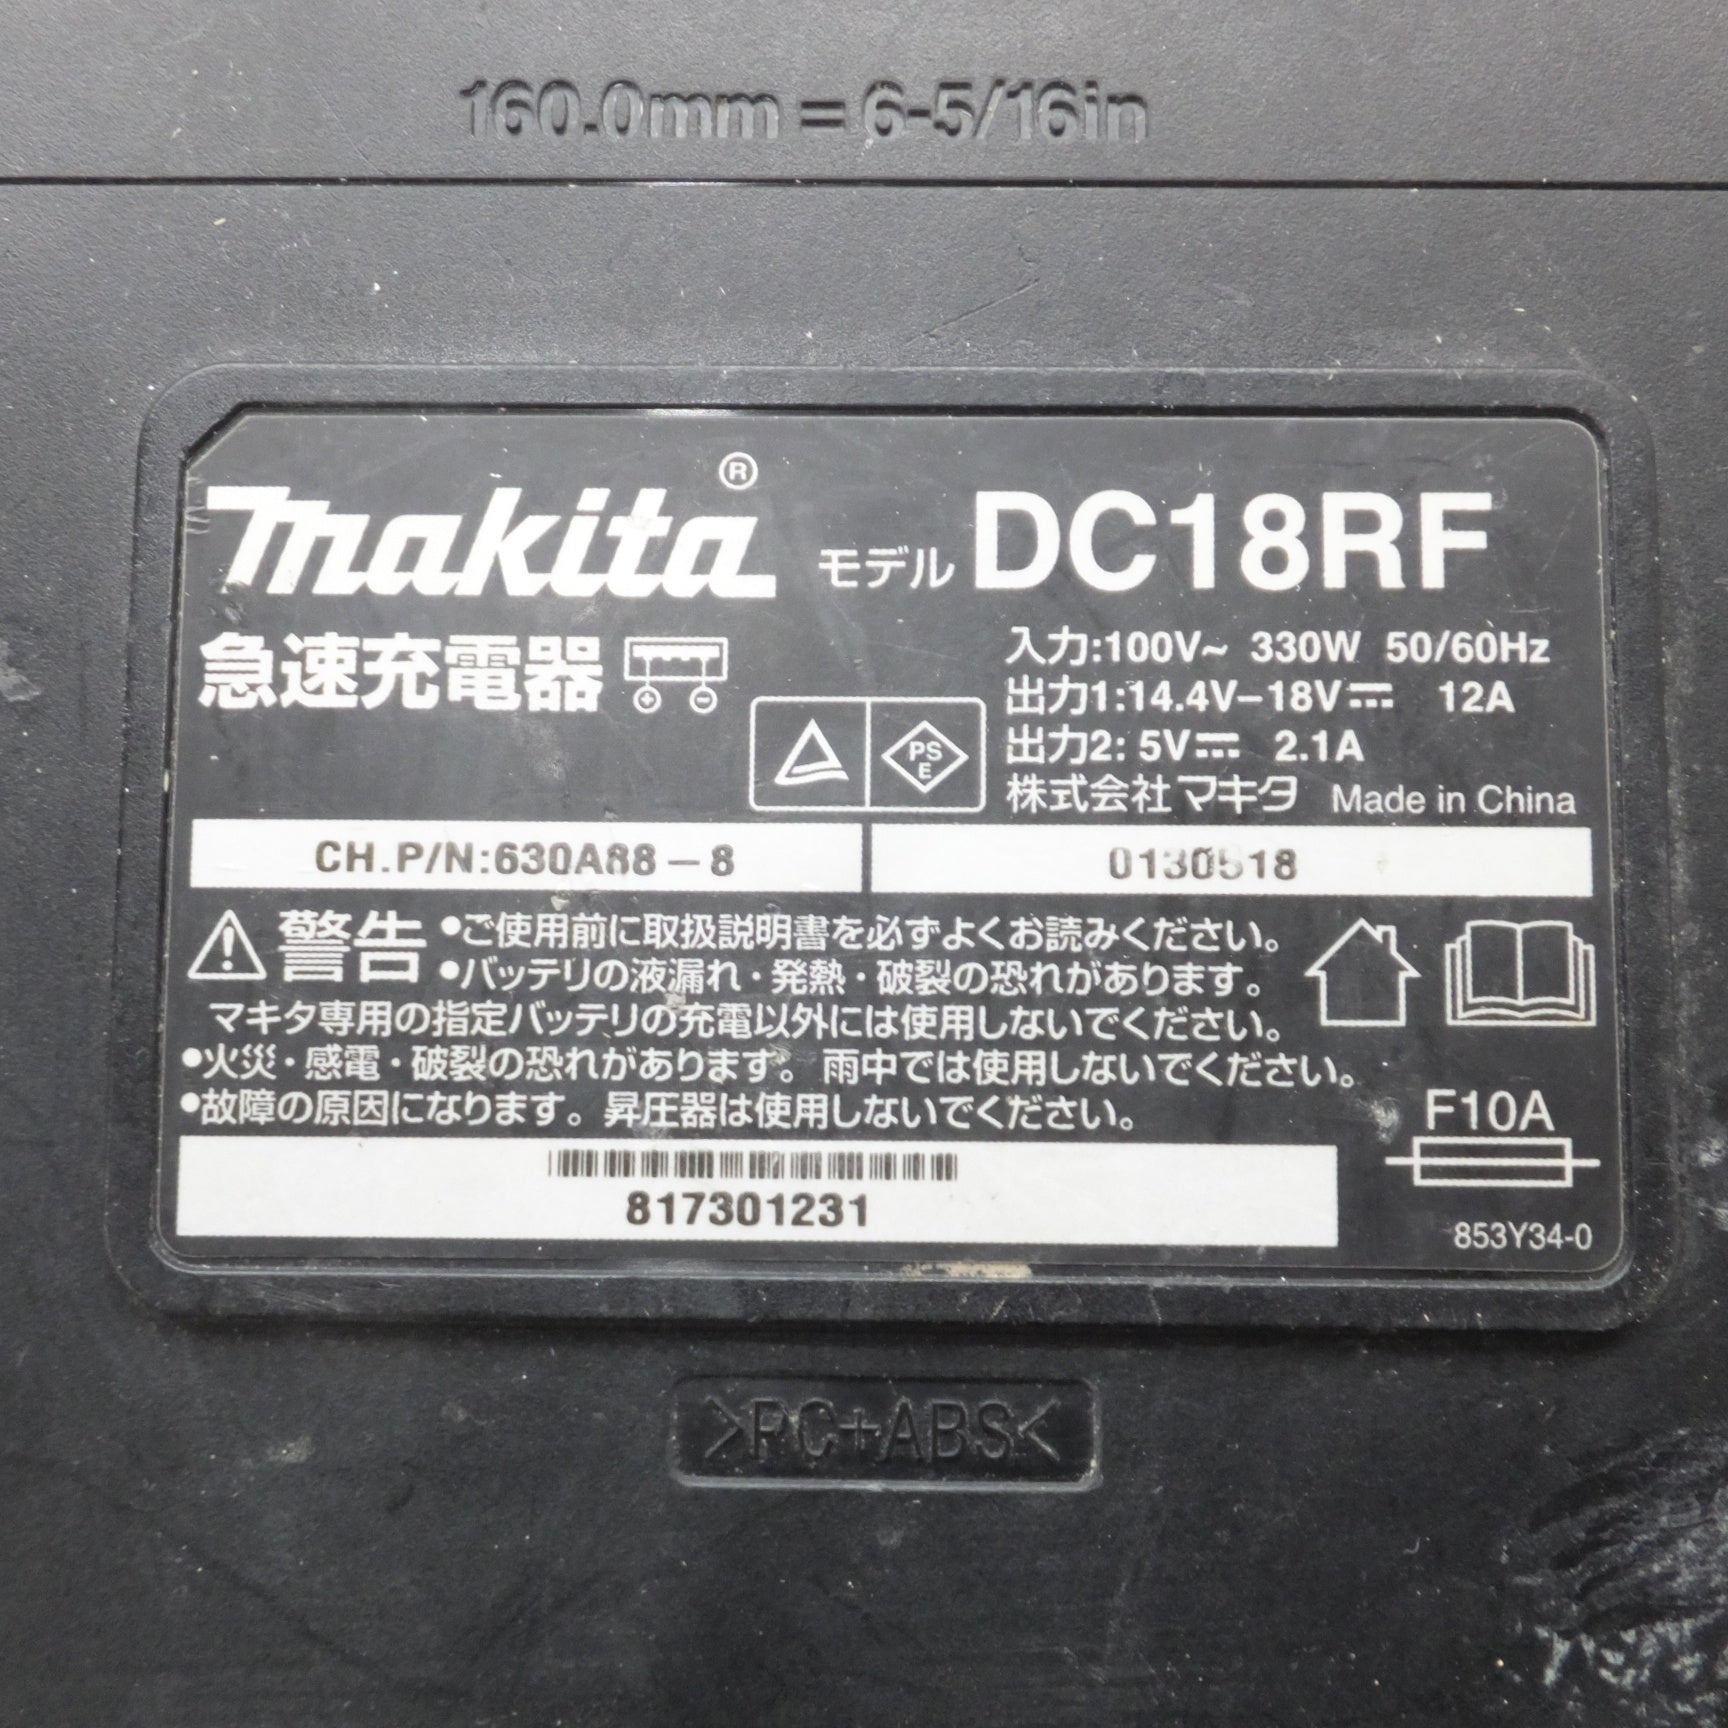 160.0mm = 6-5/16in
makita® モデル DC18RF
急速充電器
入力:100V~ 330W 50/60Hz
出力1:14.4V-18V⎓ 12A
出力2: 5V⎓ 2.1A
PS
E
株式会社マキタ Made in China
CH.P/N:630A88-8
0130518
警告 •ご使用前に取扱説明書を必ずよくお読みください。
•バッテリの液漏れ・発熱・破裂の恐れがあります。
マキタ専用の指定バッテリの充電以外には使用しないでください。
•火災・感電・破裂の恐れがあります。雨中では使用しないでください。
•故障の原因になります。昇圧器は使用しないでください。
F10A
817301231
853Y34-0
>PC+ABS<